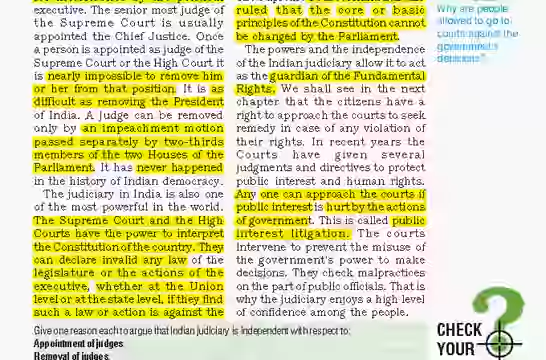 executive. The senior most judge of
the Supreme Court is usually
appointed the Chief Justice. Once
a person is appointed as judge of the
Supreme Court or the High Court it
is nearly impossible to remove him
or her from that position. It is as
difficult as removing the President
of India. A judge can be removed
only by an impeachment motion
passed separately by two-thirds
members of the two Houses of the
Parliament. It has never happened
in the history of Indian democracy.
The judiciary in India is also one
of the most powerful in the world.
The Supreme Court and the High
Courts have the power to interpret
the Constitution of the country. They
can declare invalid any law of the
legislature or the actions of the
executive, whether at the Union
level or at the state level, if they find
such a law or action is against the
ruled that the core or basic
principles of the Constitution cannot
be changed by the Parliament.
The powers and the independence
of the Indian judiciary allow it to act
as the guardian of the Fundamental
Rights. We shall see in the next
chapter that the citizens have a
right to approach the courts to seek
remedy in case of any violation of
their rights. In recent years the
Courts have given several
judgments and directives to protect
public interest and human rights.
Any one can approach the courts if
public interest is hurt by the actions
of government. This is called public
interest litigation. The courts
intervene to prevent the misuse of
the government's power to make
decisions. They check malpractices
on the part of public officials. That is
why the judiciary enjoys a high level
of confidence among the people.
Why are people
allowed to go to
courts against the
government's
decisions?
Give one reason each to argue that Indian judiciary is independent with respect to:
Appointment of judges
Removal of judges
CHECK
YOUR